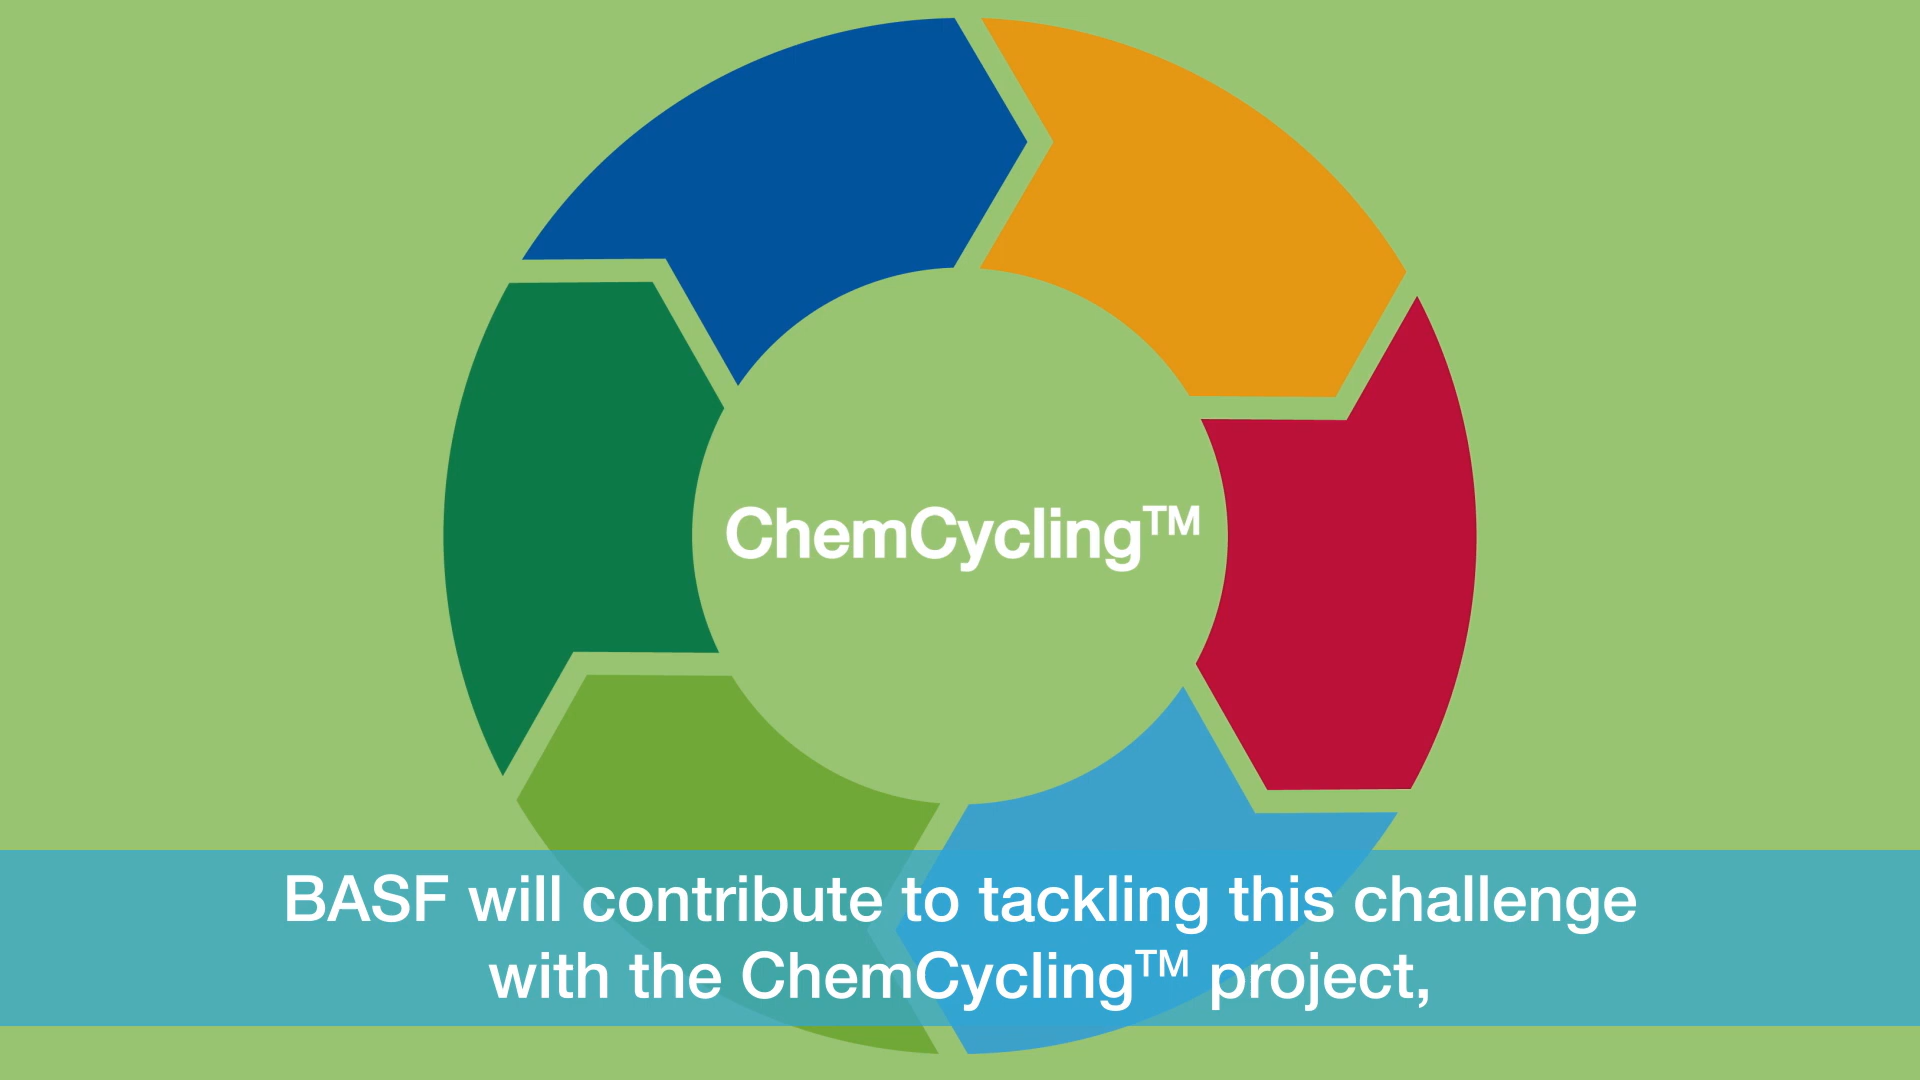 ChemCycling™
BASF will contribute to tackling this challenge
with the ChemCycling™ project,